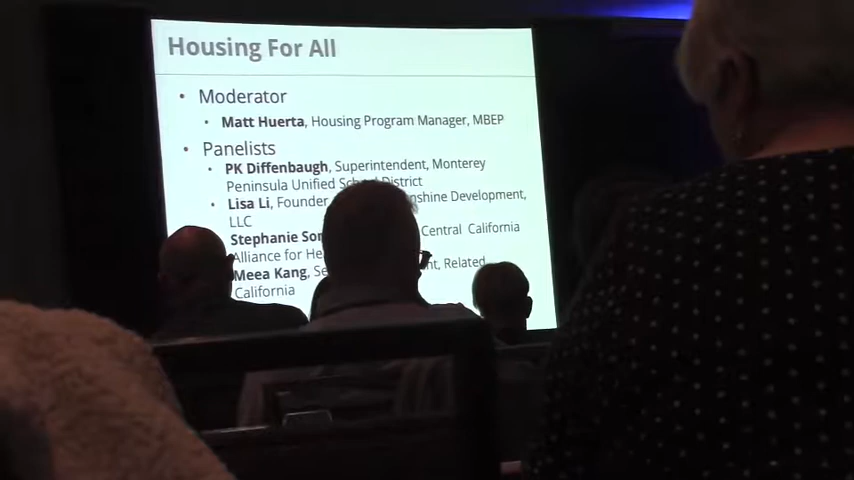 Housing For All
• Moderator
• Matt Huerta, Housing Program Manager, MBEP
• Panelists
• PK Diffenbaugh, Superintendent, Monterey
Peninsula Unified School District
• Lisa Li, Founder Development,
LLC
Stephanie Central California
Alliance for
Meea Kang, Related
California